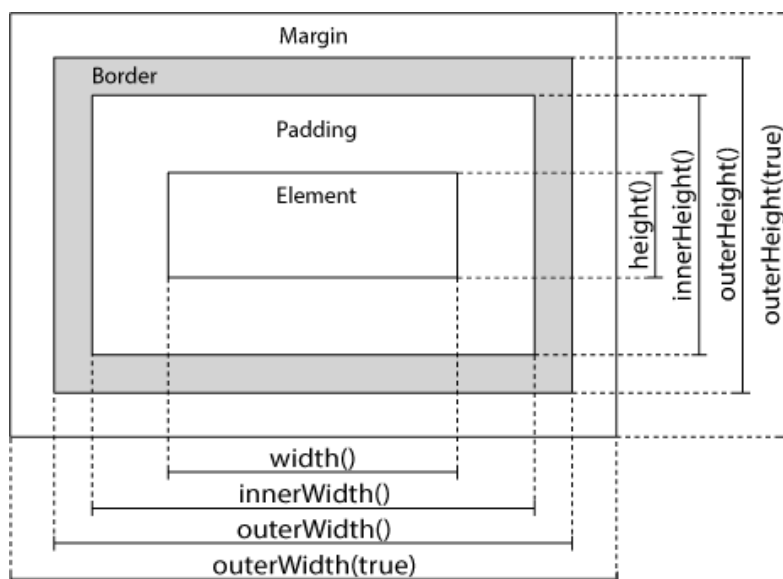 Margin
Border
Padding
Element
height()
innerHeight()
outerHeight()
outerHeight(true)
width()
innerWidth()
outerWidth()
outerWidth(true)